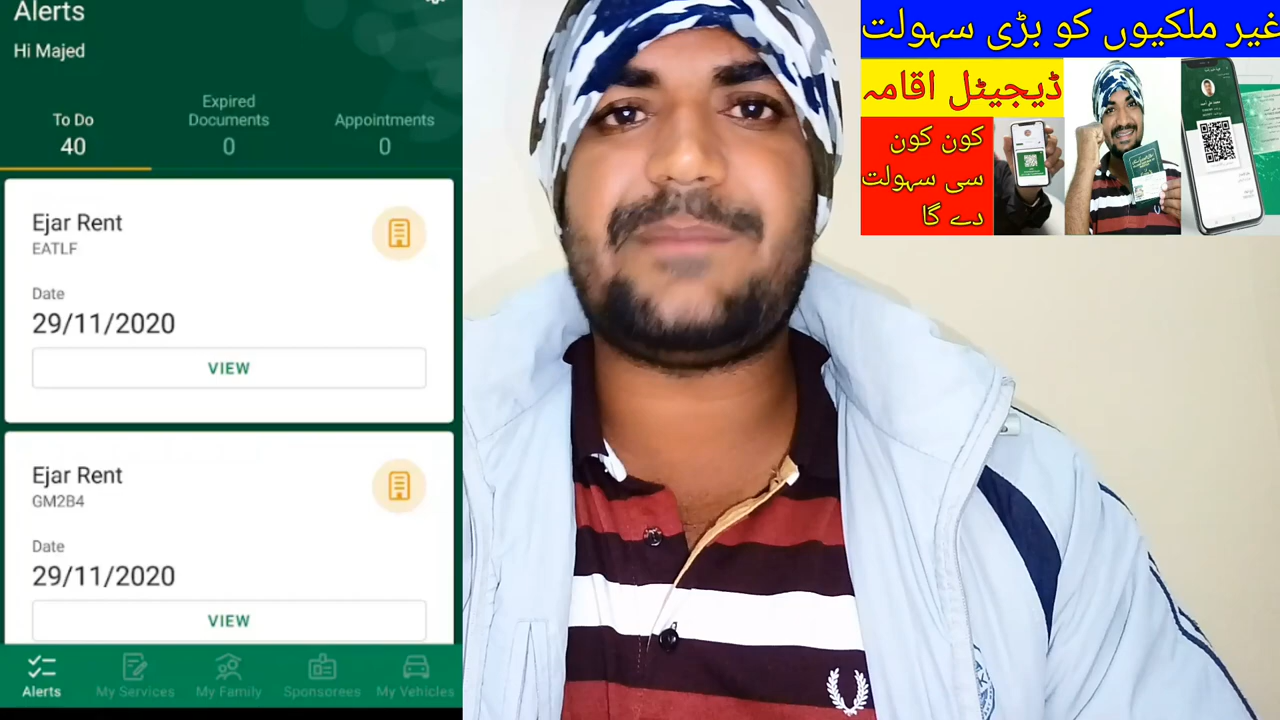 Alerts
Hi Majed
To Do
40
Expired
Documents
0
Appointments
0
Ejar Rent
EATLF
Date
29/11/2020
VIEW
Ejar Rent
GM2B4
Date
29/11/2020
VIEW
Alerts
My Services
My Family
Sponsorees
My Vehicles
غیر ملکیوں کو بڑی سہولت
ڈیجیٹل اقامہ
کون کون
سی سہولت
دے گا